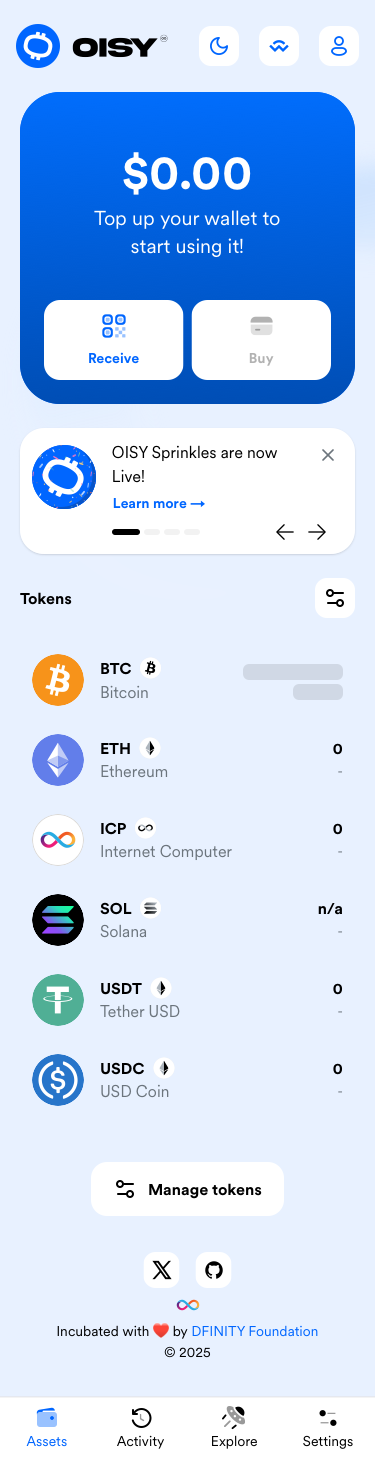 OISY
$0.00
Top up your wallet to
start using it!
Receive
Buy
OISY Sprinkles are now
Live!
Learn more →
Tokens
BTC
Bitcoin
ETH
0
Ethereum
-
ICP
0
Internet Computer
-
SOL
n/a
Solana
-
USDT
0
Tether USD
-
USDC
0
USD Coin
-
Manage tokens
Incubated with ❤️ by DFINITY Foundation
© 2025
Assets
Activity
Explore
Settings